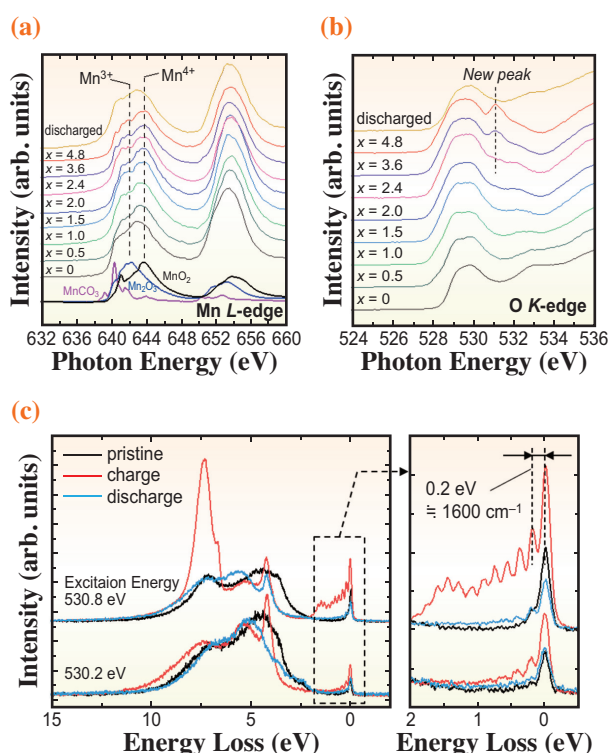 (a)
Mn³⁺
Mn⁴⁺
discharged
x = 4.8
x = 3.6
x = 2.4
x = 2.0
x = 1.5
x = 1.0
x = 0.5
x = 0
MnCO₃
Mn₂O₃
MnO₂
Mn L-edge
Intensity (arb. units)
632 636 640 644 648 652 656 660
Photon Energy (eV)
(b)
New peak
discharged
x = 4.8
x = 3.6
x = 2.4
x = 2.0
x = 1.5
x = 1.0
x = 0.5
x = 0
O K-edge
Intensity (arb. units)
524 526 528 530 532 534 536
Photon Energy (eV)
(c)
pristine
charge
discharge
Excitaion Energy
530.8 eV
530.2 eV
Intensity (arb. units)
15 10 5 0
Energy Loss (eV)
0.2 eV
≒ 1600 cm⁻¹
2 1 0
Energy Loss (eV)